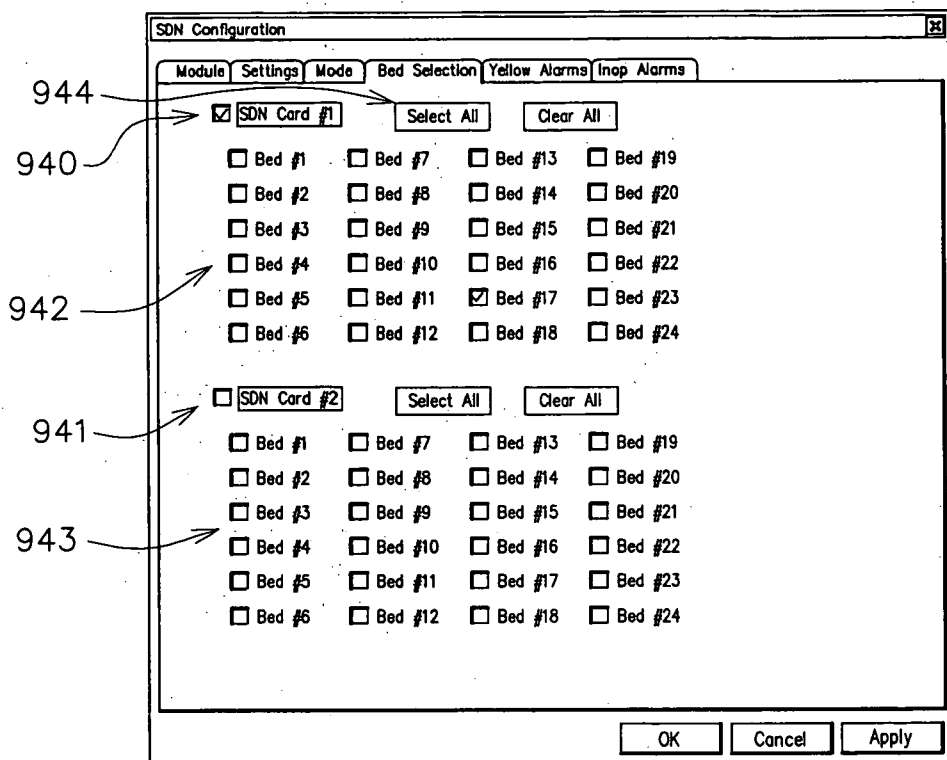 SDN Configuration
Module Settings Mode Bed Selection Yellow Alarms Inop Alarms
944
SDN Card #1 Select All Clear All
940
Bed #1 Bed #7 Bed #13 Bed #19
Bed #2 Bed #8 Bed #14 Bed #20
Bed #3 Bed #9 Bed #15 Bed #21
Bed #4 Bed #10 Bed #16 Bed #22
942
Bed #5 Bed #11 Bed #17 Bed #23
Bed #6 Bed #12 Bed #18 Bed #24
SDN Card #2 Select All Clear All
941
Bed #1 Bed #7 Bed #13 Bed #19
Bed #2 Bed #8 Bed #14 Bed #20
Bed #3 Bed #9 Bed #15 Bed #21
943
Bed #4 Bed #10 Bed #16 Bed #22
Bed #5 Bed #11 Bed #17 Bed #23
Bed #6 Bed #12 Bed #18 Bed #24
OK Cancel Apply